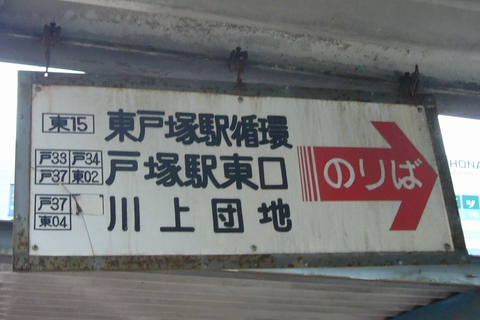 東15 東戸塚駅循環
戸33 戸34
戸37 東02
戸塚駅東口
戸37
東04
川上団地
のりば
HONA